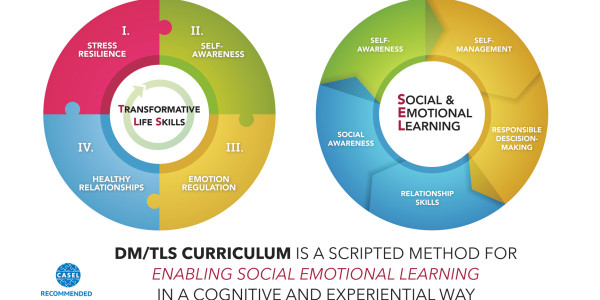 I.
STRESS
RESILIENCE
II.
SELF-
AWARENESS
TRANSFORMATIVE
LIFE SKILLS
IV.
HEALTHY
RELATIONSHIPS
III.
EMOTION
REGULATION
SELF-
AWARENESS
SELF-
MANAGEMENT
SOCIAL &
EMOTIONAL
LEARNING
SOCIAL
AWARENESS
RESPONSIBLE
DESCISION-
MAKING
RELATIONSHIP
SKILLS
DM/TLS CURRICULUM IS A SCRIPTED METHOD FOR
ENABLING SOCIAL EMOTIONAL LEARNING
IN A COGNITIVE AND EXPERIENTIAL WAY
CASEL
RECOMMENDED